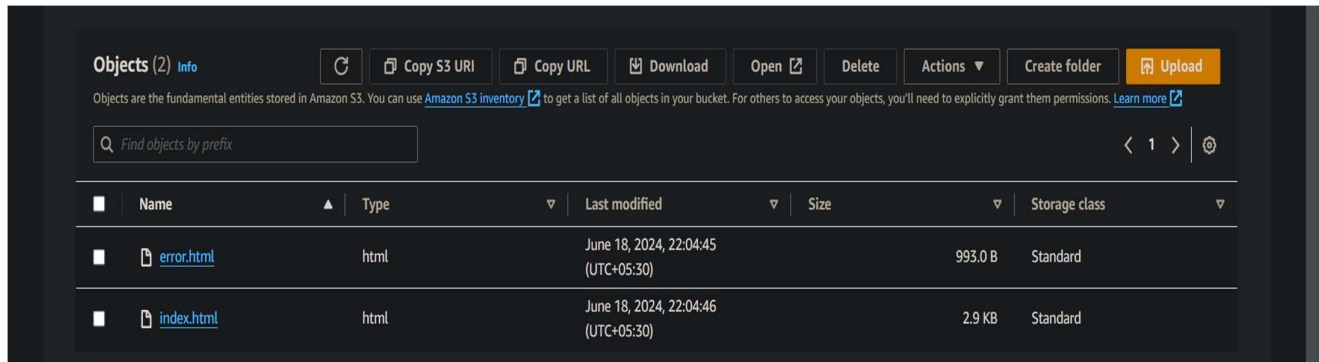 Objects (2) Info
Copy S3 URI
Copy URL
Download
Open
Delete
Actions
Create folder
Upload
Objects are the fundamental entities stored in Amazon S3. You can use Amazon S3 inventory to get a list of all objects in your bucket. For others to access your objects, you'll need to explicitly grant them permissions. Learn more
Find objects by prefix
1
Name Type Last modified Size Storage class
error.html html June 18, 2024, 22:04:45 (UTC+05:30) 993.0 B Standard
index.html html June 18, 2024, 22:04:46 (UTC+05:30) 2.9 KB Standard